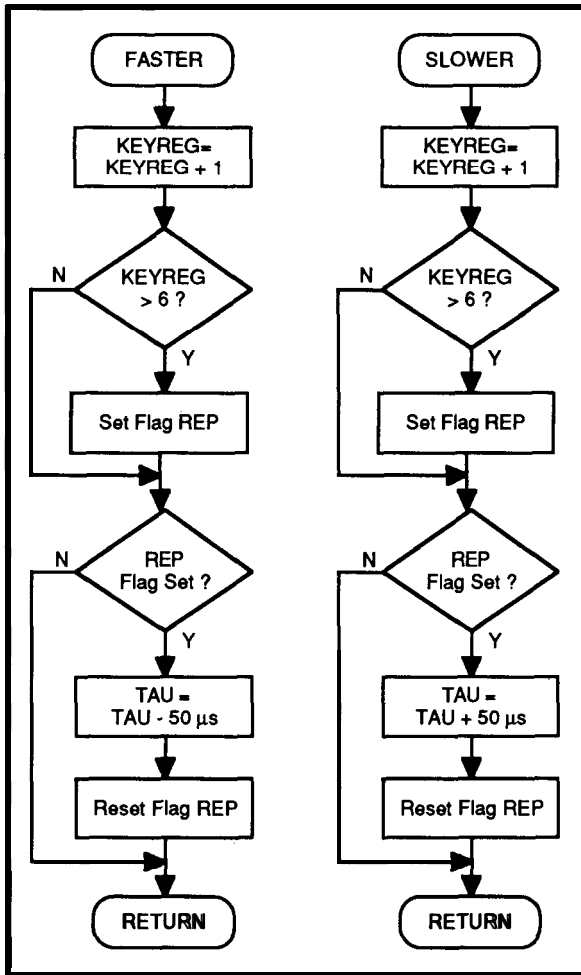 FASTER
KEYREG=
KEYREG + 1
N
KEYREG
> 6 ?
Y
Set Flag REP
N
REP
Flag Set ?
Y
TAU =
TAU - 50 µs
Reset Flag REP
RETURN
SLOWER
KEYREG=
KEYREG + 1
N
KEYREG
> 6 ?
Y
Set Flag REP
N
REP
Flag Set ?
Y
TAU =
TAU + 50 µs
Reset Flag REP
RETURN